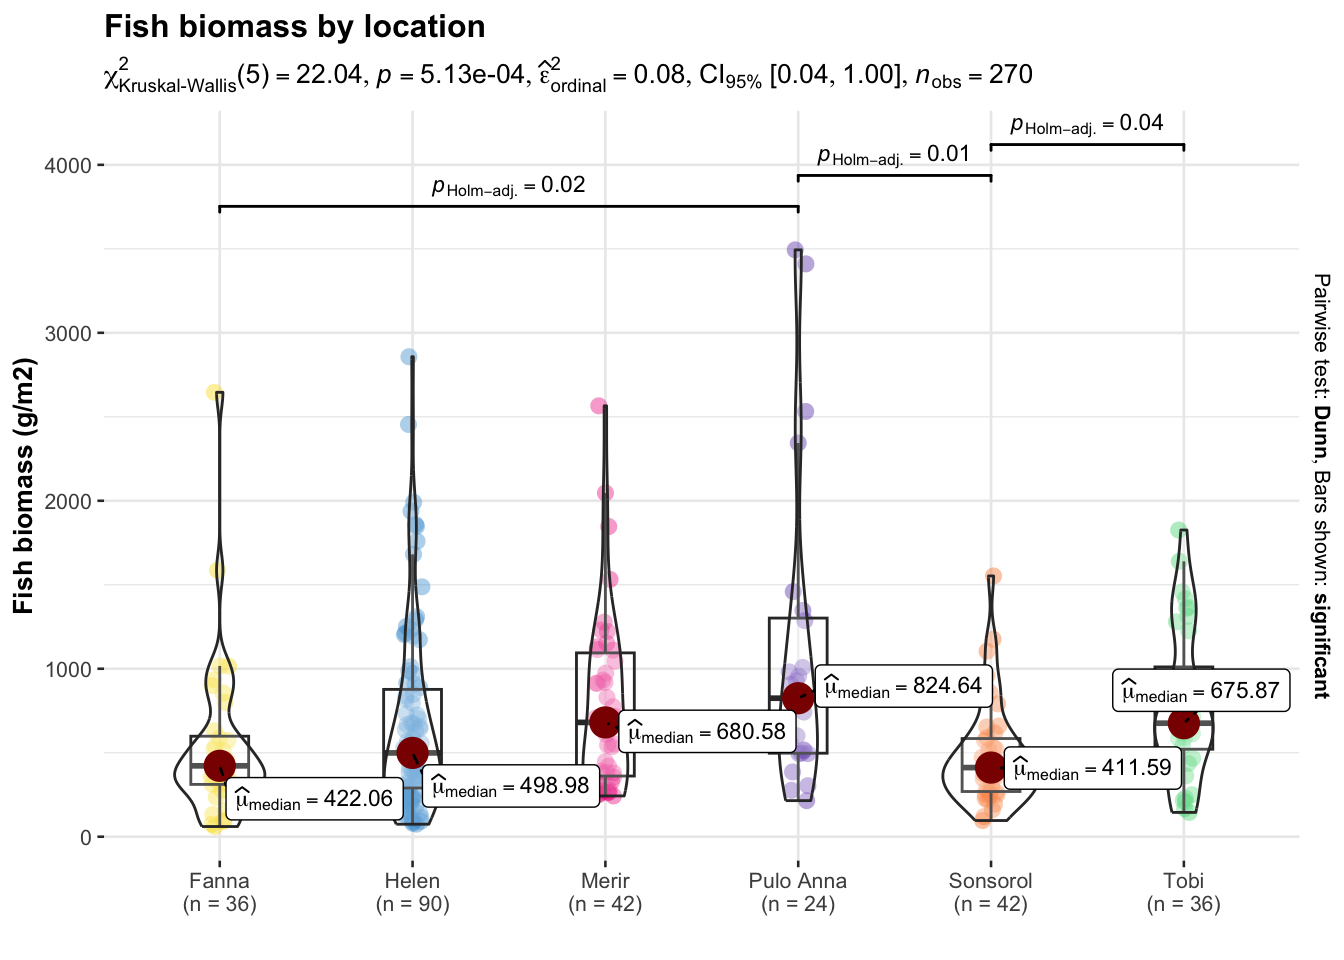 Fish biomass by location
χ²Kruskal-Wallis(5) = 22.04, p = 5.13e-04, ε̂²ordinal = 0.08, CI95% [0.04, 1.00], nobs = 270
pHolm−adj. = 0.04
pHolm−adj. = 0.01
pHolm−adj. = 0.02
4000
3000
2000
1000
0
Fish biomass (g/m2)
μ̂median = 422.06
μ̂median = 498.98
μ̂median = 680.58
μ̂median = 824.64
μ̂median = 411.59
μ̂median = 675.87
Pairwise test: Dunn, Bars shown: significant
Fanna
(n = 36)
Helen
(n = 90)
Merir
(n = 42)
Pulo Anna
(n = 24)
Sonsorol
(n = 42)
Tobi
(n = 36)